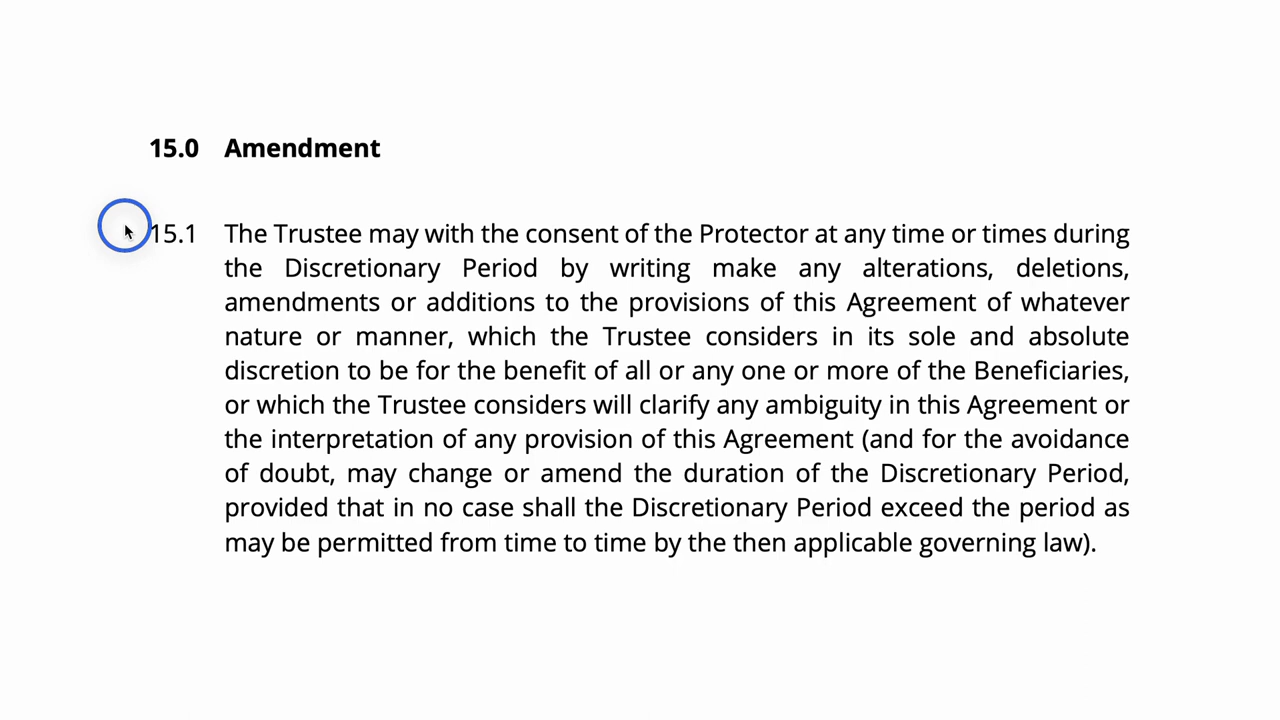 15.0 Amendment
15.1 The Trustee may with the consent of the Protector at any time or times during
the Discretionary Period by writing make any alterations, deletions,
amendments or additions to the provisions of this Agreement of whatever
nature or manner, which the Trustee considers in its sole and absolute
discretion to be for the benefit of all or any one or more of the Beneficiaries,
or which the Trustee considers will clarify any ambiguity in this Agreement or
the interpretation of any provision of this Agreement (and for the avoidance
of doubt, may change or amend the duration of the Discretionary Period,
provided that in no case shall the Discretionary Period exceed the period as
may be permitted from time to time by the then applicable governing law).